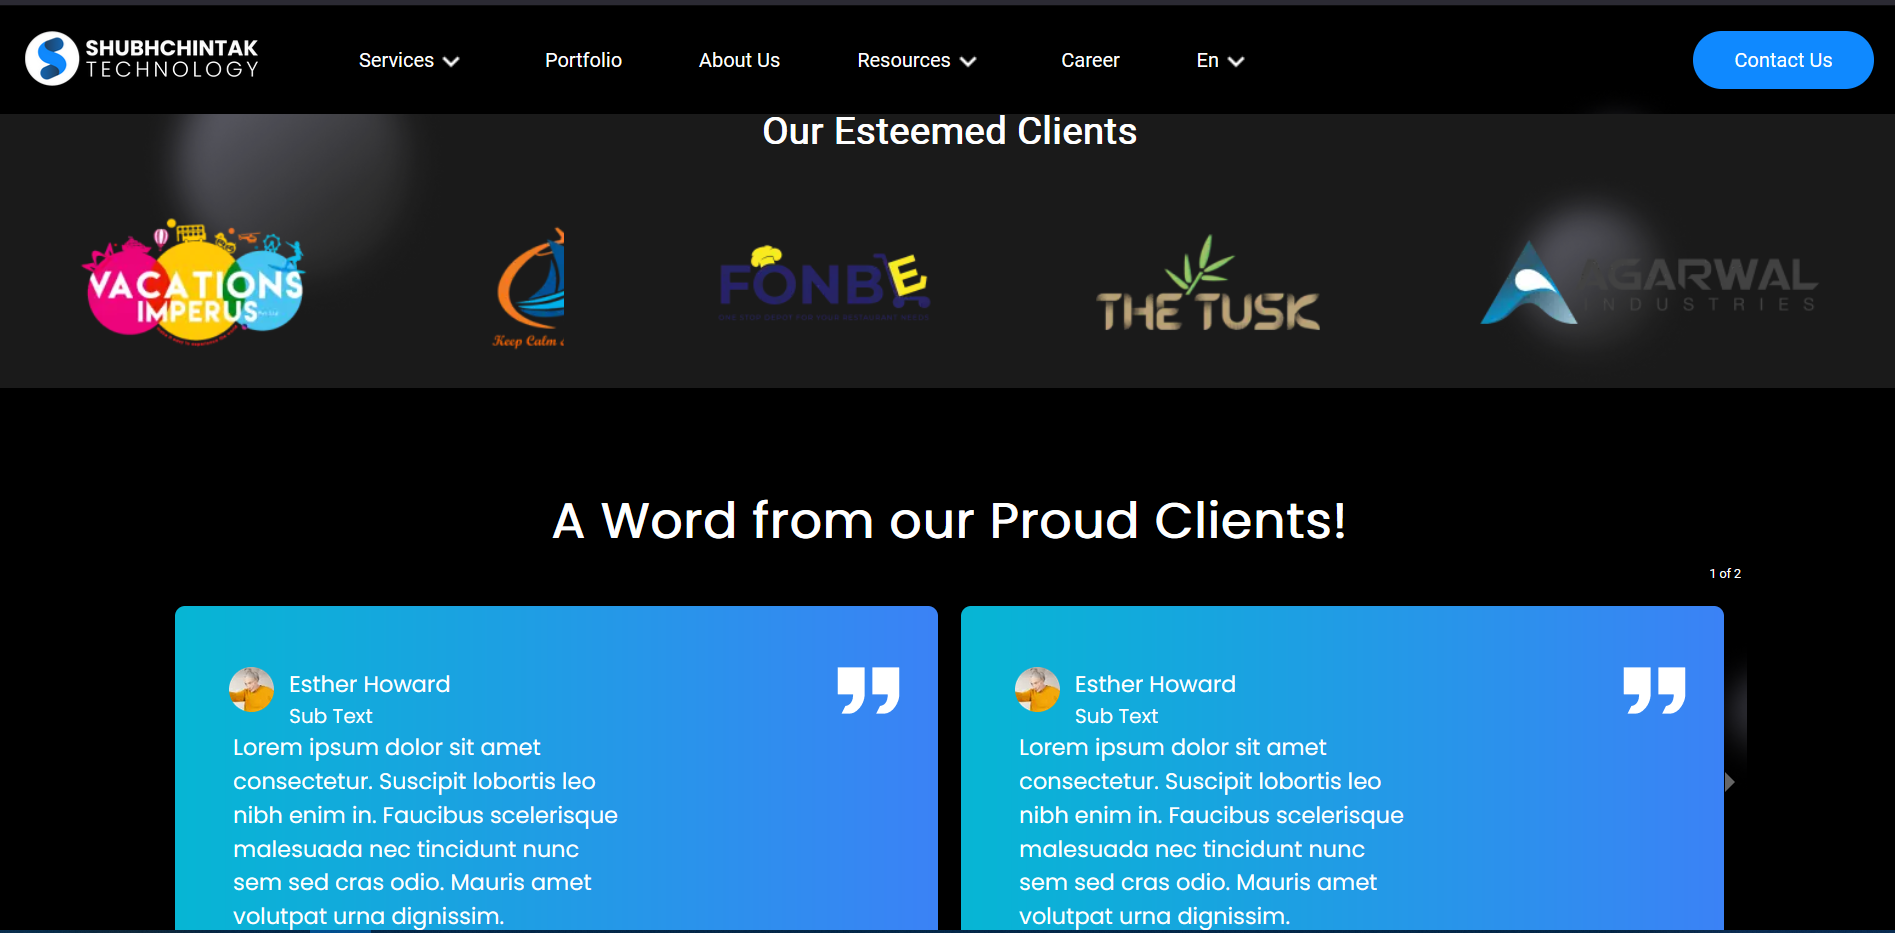 SHUBHCHINTAK
TECHNOLOGY
Services
Portfolio
About Us
Resources
Career
En
Contact Us
Our Esteemed Clients
VACATIONS
IMPERUS
Pvt Ltd
Keep Calm
FONBE
ONE STOP DEPOT FOR YOUR RESTAURANT NEEDS
THE TUSK
AGARWAL
INDUSTRIES
A Word from our Proud Clients!
1 of 2
Esther Howard
Sub Text
Lorem ipsum dolor sit amet
consectetur. Suscipit lobortis leo
nibh enim in. Faucibus scelerisque
malesuada nec tincidunt nunc
sem sed cras odio. Mauris amet
volutpat urna dignissim.
Esther Howard
Sub Text
Lorem ipsum dolor sit amet
consectetur. Suscipit lobortis leo
nibh enim in. Faucibus scelerisque
malesuada nec tincidunt nunc
sem sed cras odio. Mauris amet
volutpat urna dignissim.